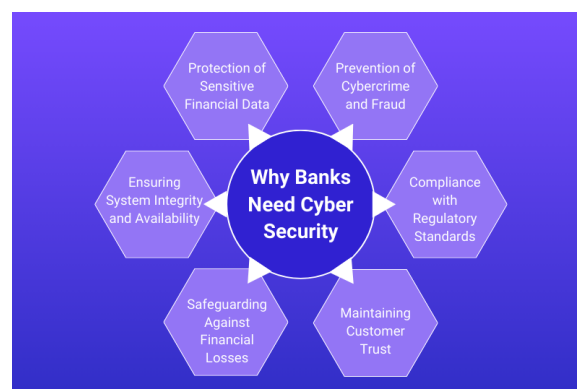 Protection of
Sensitive
Financial Data
Prevention of
Cybercrime
and Fraud
Ensuring
System Integrity
and Availability
Why Banks
Need Cyber
Security
Compliance
with
Regulatory
Standards
Safeguarding
Against
Financial
Losses
Maintaining
Customer
Trust